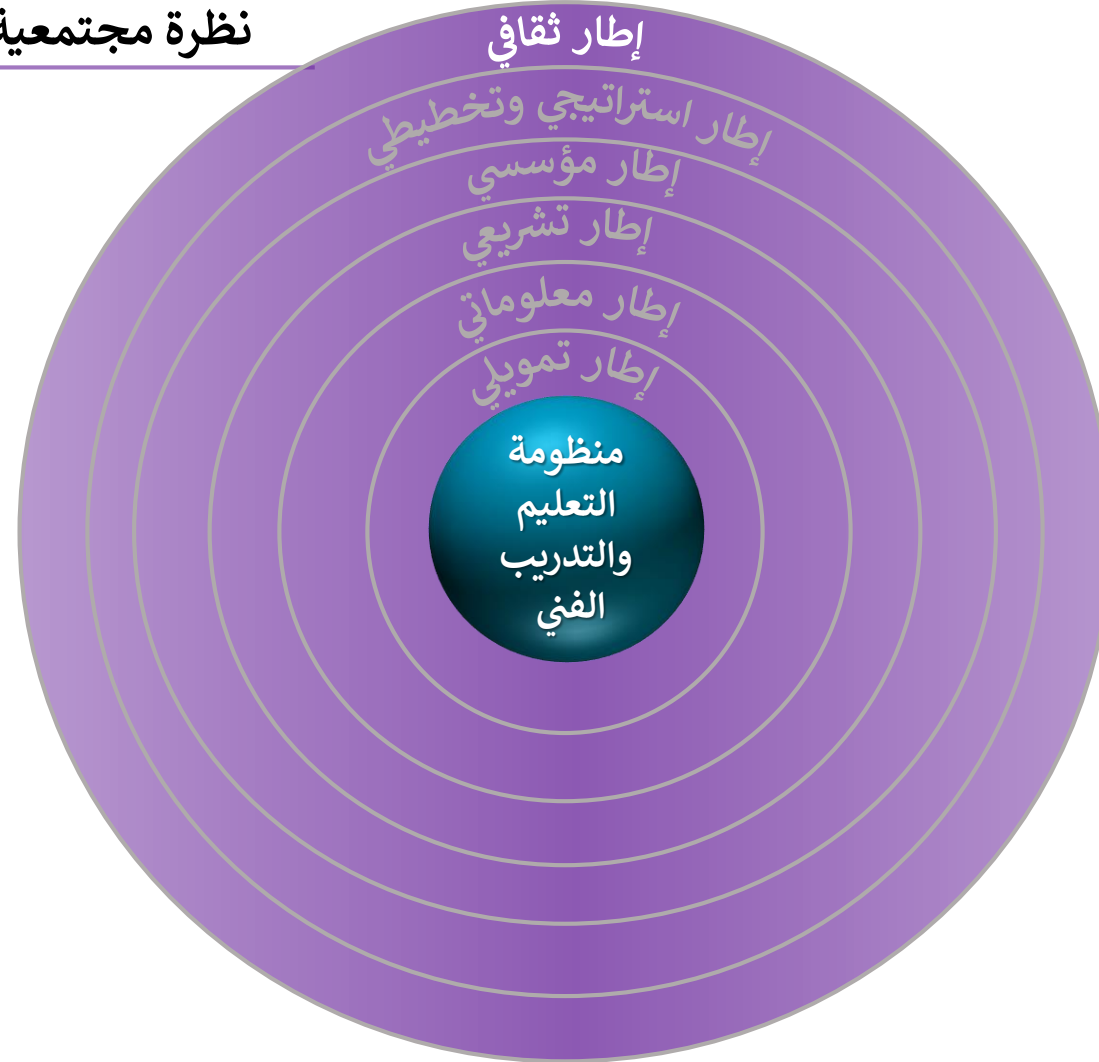 نظرة مجتمعية
إطار ثقافي
إطار استراتيجي وتخطيطي
إطار مؤسسي
إطار تشريعي
إطار معلوماتي
إطار تمويلي
منظومة
التعليم
والتدريب
الفني